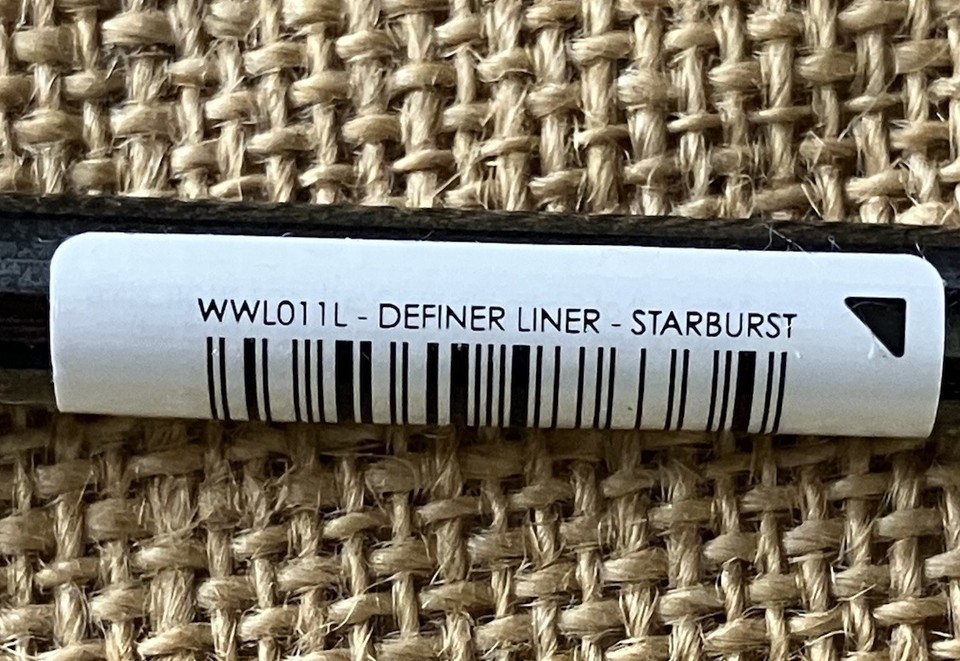 WWL011L - DEFINER LINER - STARBURST